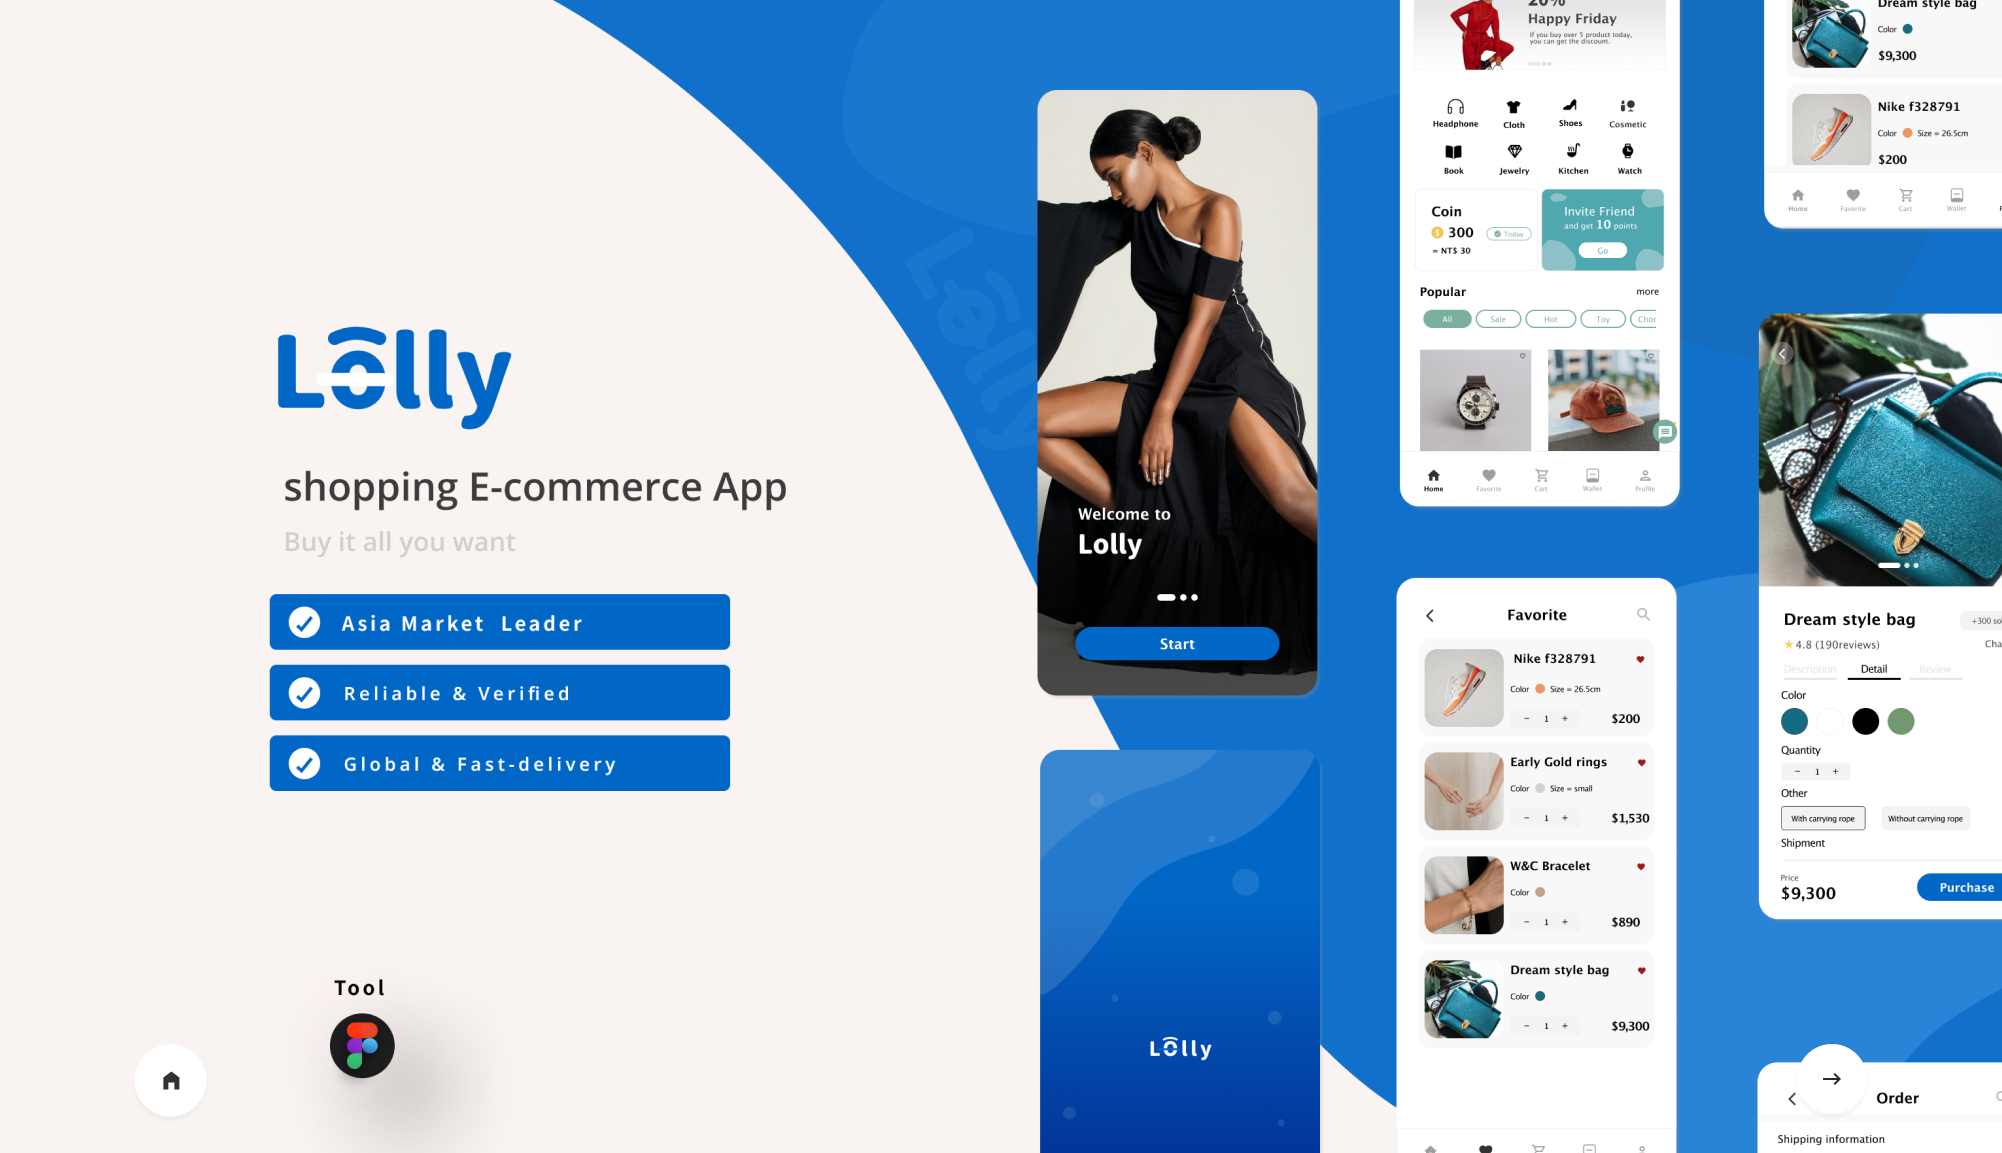 Lolly
shopping E-commerce App
Buy it all you want
Asia Market Leader
Reliable & Verified
Global & Fast-delivery
Tool
Lolly
Welcome to
Lolly
Start
Lolly
20%
Happy Friday
If you buy over 5 product today,
you can get the discount.
Headphone Cloth Shoes Cosmetic
Book Jewelry Kitchen Watch
Coin
$ 300
Today
= NT$ 30
Invite Friend
and get 10 points
Go
Popular more
All Sale Hot Toy Choc
Home Favorite Cart Wallet Profile
Favorite
Nike f328791
Color Size = 26.5cm
- 1 + $200
Early Gold rings
Color Size = small
- 1 + $1,530
W&C Bracelet
Color
- 1 + $890
Dream style bag
Color
- 1 + $9,300
Dream style bag
Color
$9,300
Nike f328791
Color Size = 26.5cm
$200
Home Favorite Cart Wallet
Dream style bag
+300 sol
4.8 (190reviews) Cha
Description Detail Review
Color
Quantity
- 1 +
Other
With carrying rope Without carrying rope
Shipment
Price
$9,300
Purchase
Order
Shipping information